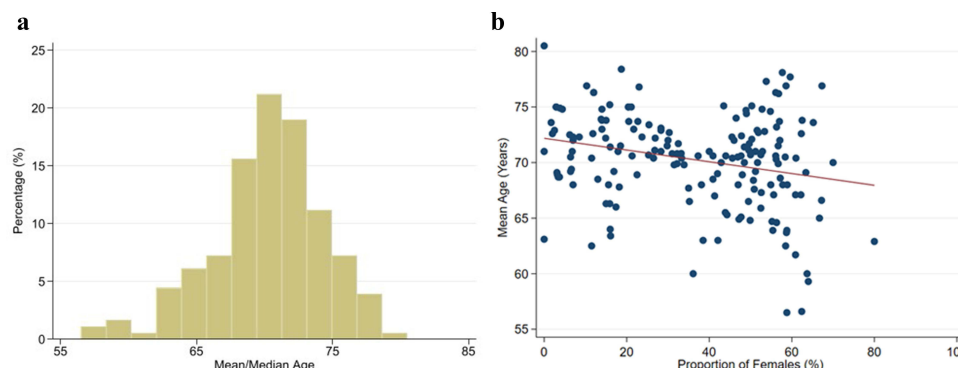 a
25
20
15
10
5
0
Percentage (%)
55 65 75 85
Mean/Median Age
b
80
75
70
65
60
55
Mean Age (Years)
0 20 40 60 80 100
Proportion of Females (%)